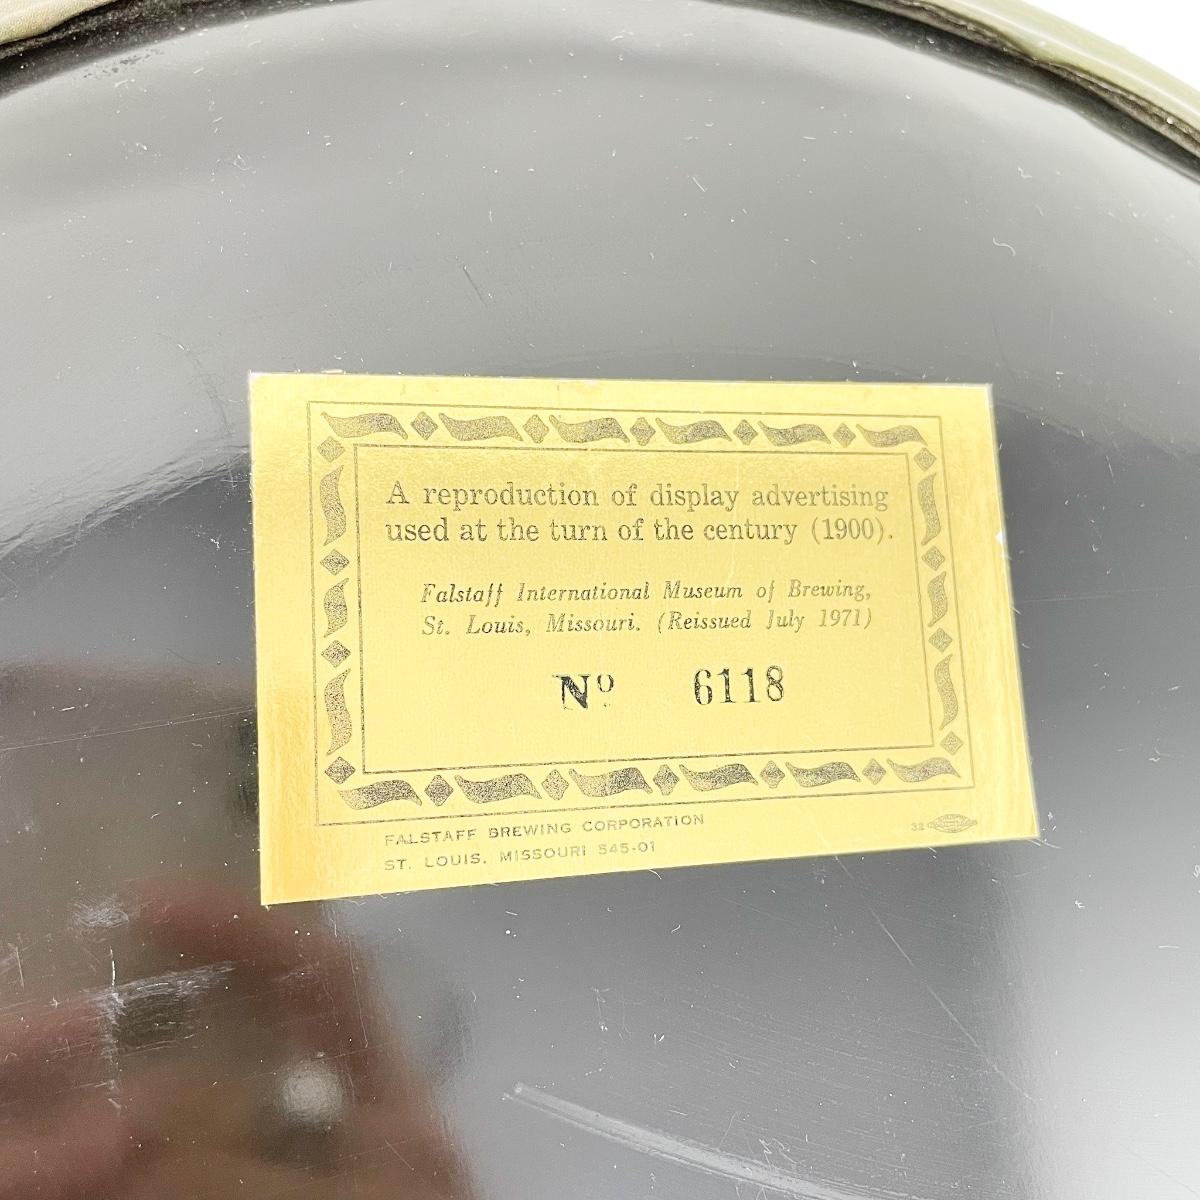 A reproduction of display advertising
used at the turn of the century (1900).
Falstaff International Museum of Brewing,
St. Louis, Missouri. (Reissued July 1971)
Nº 6118
FALSTAFF BREWING CORPORATION
ST. LOUIS, MISSOURI 545-01
32